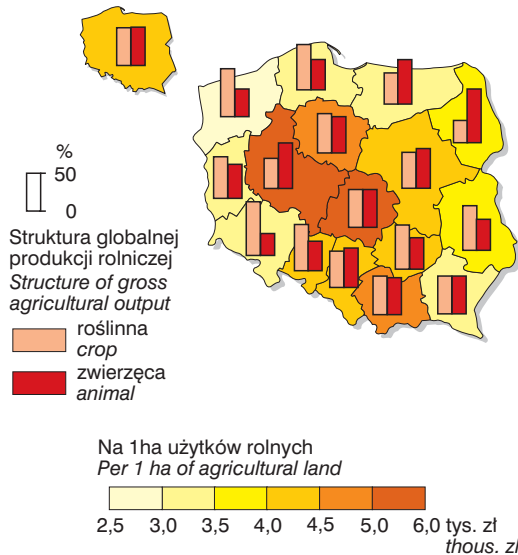 %
50
0
Struktura globalnej
produkcji rolniczej
Structure of gross
agricultural output
roślinna
crop
zwierzęca
animal
Na 1ha użytków rolnych
Per 1 ha of agricultural land
2,5 3,0 3,5 4,0 4,5 5,0 6,0 tys. zł
thous. zl